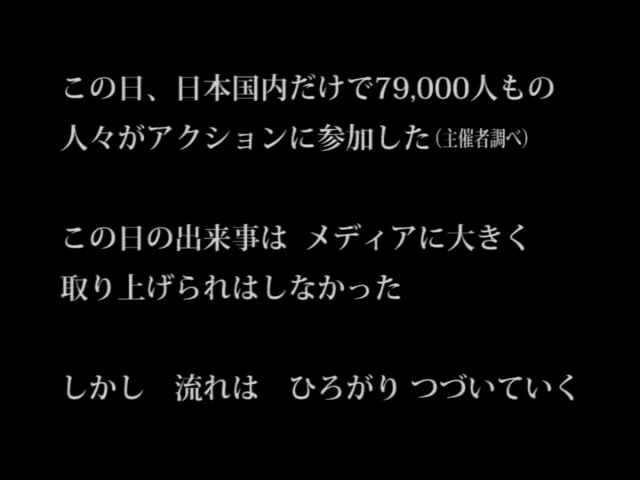 この日、日本国内だけで79,000人もの
人々がアクションに参加した(主催者調べ)
この日の出来事は メディアに大きく
取り上げられはしなかった
しかし 流れは ひろがり つづいていく